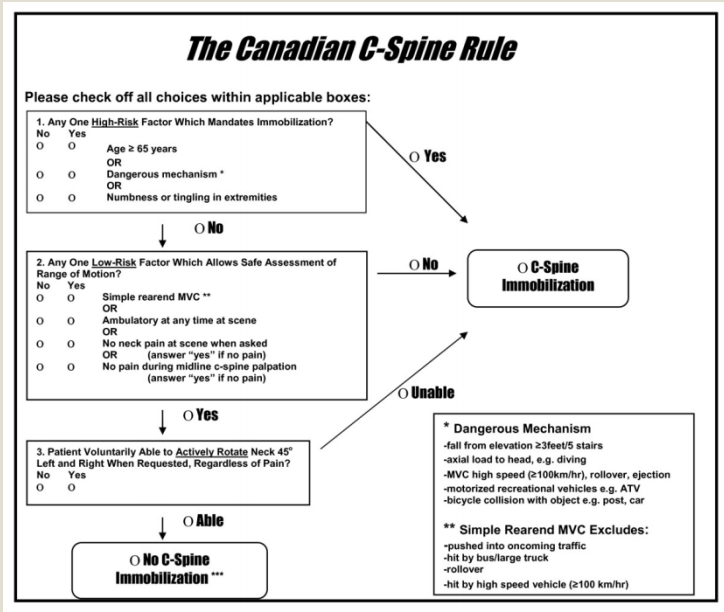 The Canadian C-Spine Rule
Please check off all choices within applicable boxes:
1. Any One High-Risk Factor Which Mandates Immobilization?
No Yes
O O Age ≥ 65 years
OR
O O Dangerous mechanism *
OR
O O Numbness or tingling in extremities
O Yes
O No
2. Any One Low-Risk Factor Which Allows Safe Assessment of
Range of Motion?
No Yes
O O Simple rearend MVC **
OR
O O Ambulatory at any time at scene
OR
O O No neck pain at scene when asked
OR (answer “yes” if no pain)
O O No pain during midline c-spine palpation
(answer “yes” if no pain)
O No
O C-Spine
Immobilization
O Yes
O Unable
3. Patient Voluntarily Able to Actively Rotate Neck 45°
Left and Right When Requested, Regardless of Pain?
No Yes
O O
O Able
O No C-Spine
Immobilization ***
* Dangerous Mechanism
-fall from elevation ≥3feet/5 stairs
-axial load to head, e.g. diving
-MVC high speed (≥100km/hr), rollover, ejection
-motorized recreational vehicles e.g. ATV
-bicycle collision with object e.g. post, car
** Simple Rearend MVC Excludes:
-pushed into oncoming traffic
-hit by bus/large truck
-rollover
-hit by high speed vehicle (≥100 km/hr)